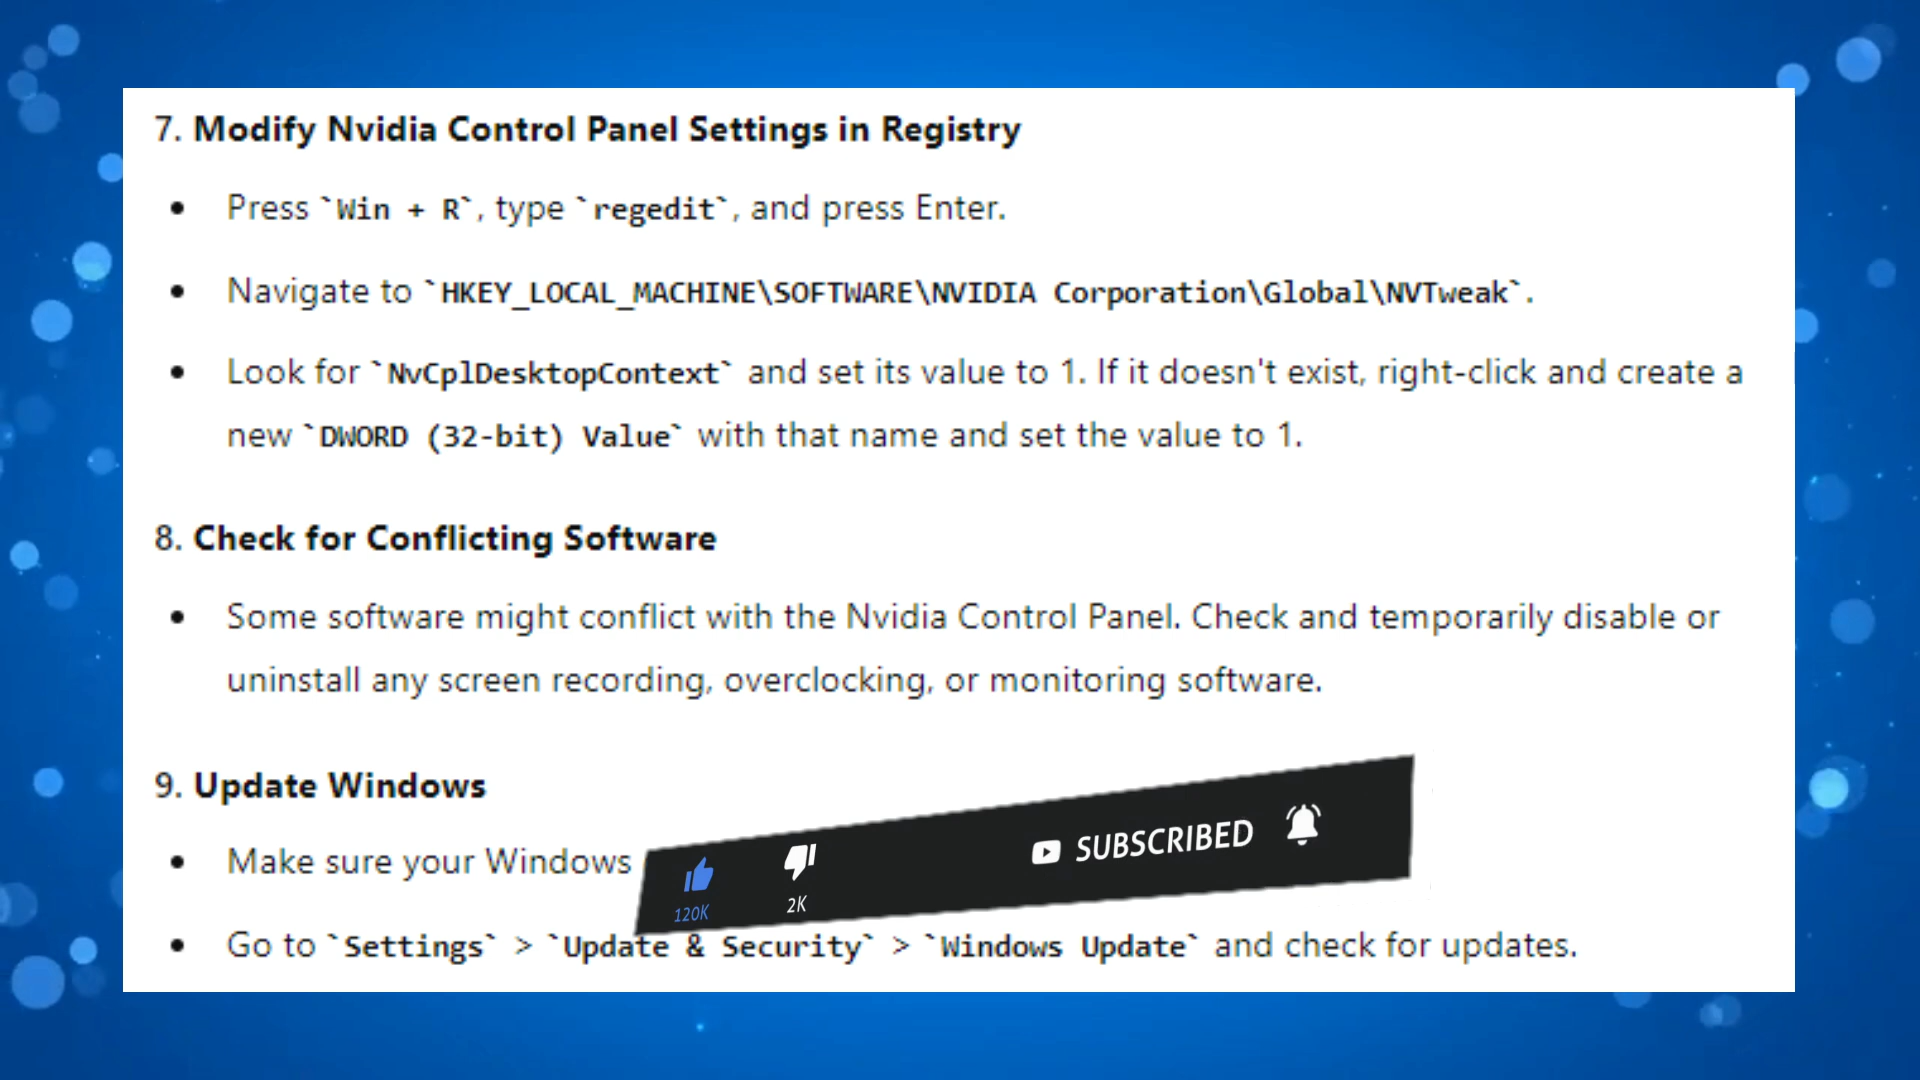 7. Modify Nvidia Control Panel Settings in Registry
• Press `Win + R`, type `regedit`, and press Enter.
• Navigate to `HKEY_LOCAL_MACHINE\SOFTWARE\NVIDIA Corporation\Global\NVTweak`.
• Look for `NvCplDesktopContext` and set its value to 1. If it doesn't exist, right-click and create a
new `DWORD (32-bit) Value` with that name and set the value to 1.
8. Check for Conflicting Software
• Some software might conflict with the Nvidia Control Panel. Check and temporarily disable or
uninstall any screen recording, overclocking, or monitoring software.
9. Update Windows
• Make sure your Windows
120K
2K
SUBSCRIBED
• Go to `Settings` > `Update & Security` > `Windows Update` and check for updates.